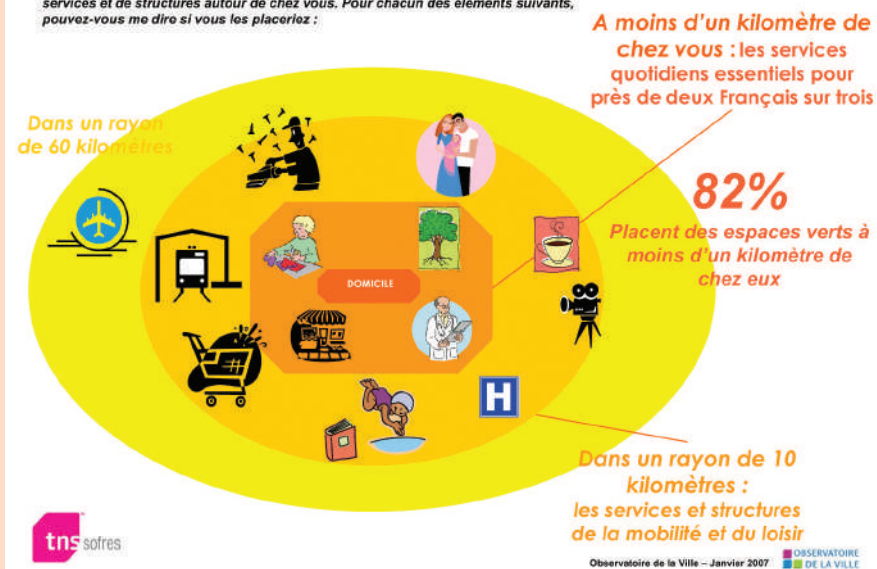 services et de structures autour de chez vous. Pour chacun des éléments suivants,
pouvez-vous me dire si vous les placeriez :
A moins d'un kilomètre de
chez vous : les services
quotidiens essentiels pour
près de deux Français sur trois
Dans un rayon
de 60 kilomètres
82%
Placent des espaces verts à
moins d'un kilomètre de
chez eux
DOMICILE
H
Dans un rayon de 10
kilomètres :
les services et structures
de la mobilité et du loisir
tns sofres
Observatoire de la Ville – Janvier 2007
OBSERVATOIRE
DE LA VILLE